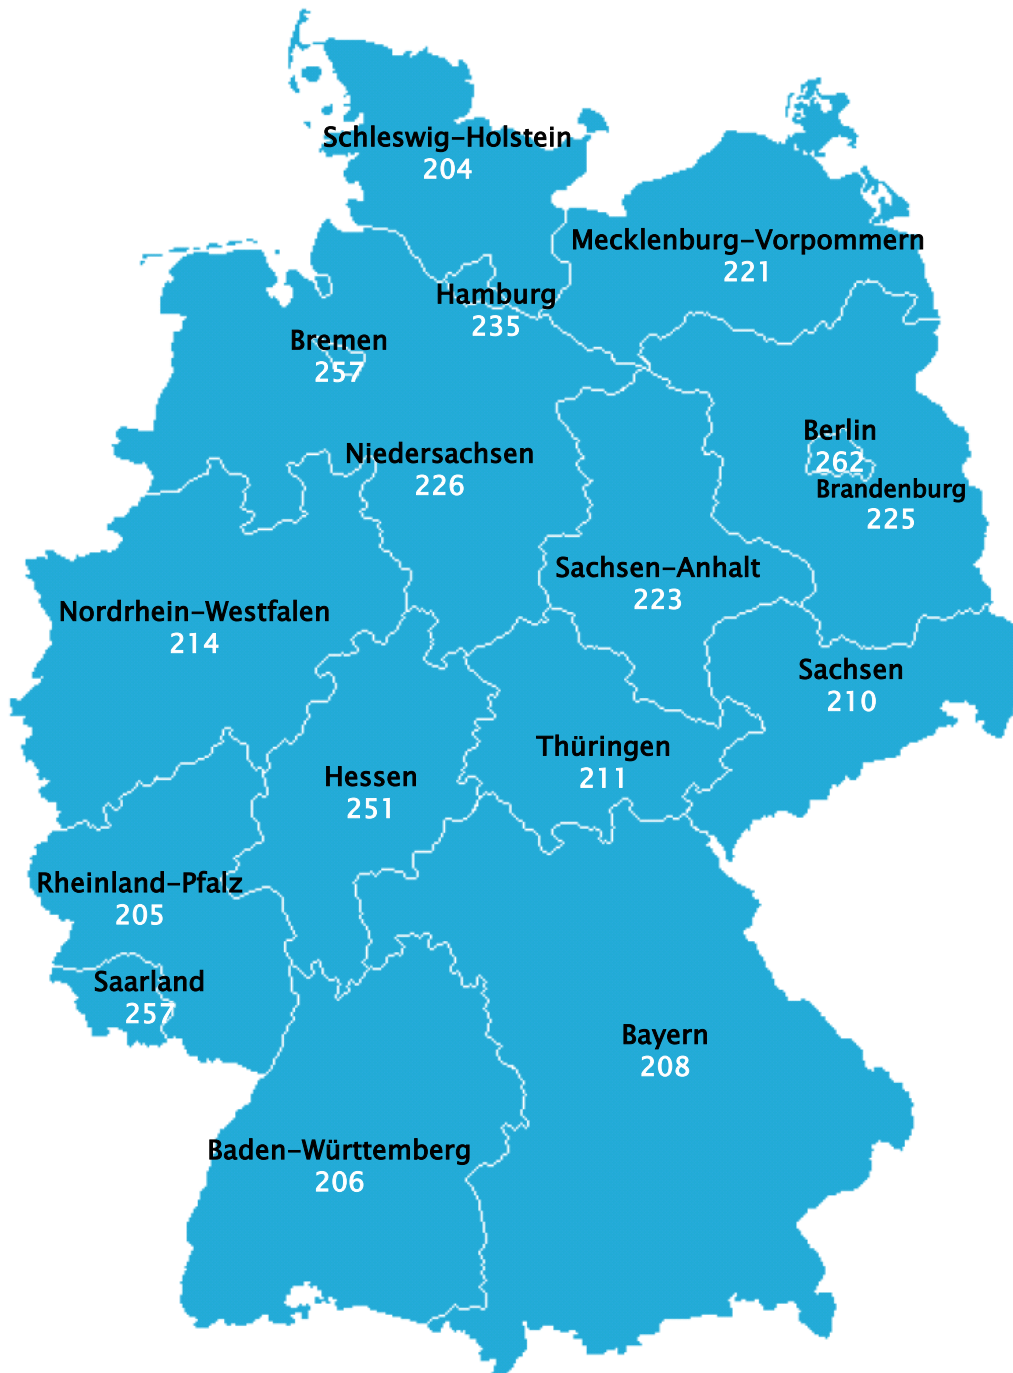 Schleswig-Holstein
204
Mecklenburg-Vorpommern
221
Hamburg
235
Bremen
257
Berlin
262
Niedersachsen
226
Brandenburg
225
Sachsen-Anhalt
223
Nordrhein-Westfalen
214
Sachsen
210
Thüringen
211
Hessen
251
Rheinland-Pfalz
205
Saarland
257
Bayern
208
Baden-Württemberg
206